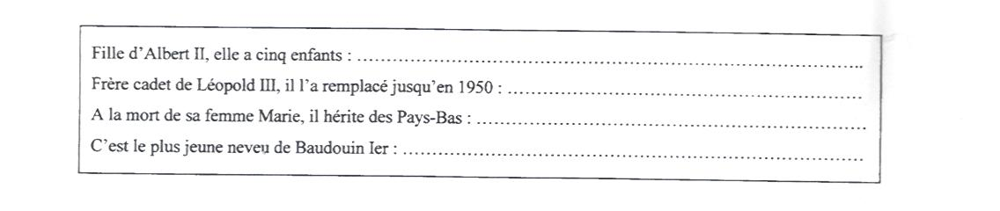 Fille d'Albert II, elle a cinq enfants : ........................................................................................
Frère cadet de Léopold III, il l'a remplacé jusqu'en 1950 : ..............................................................
A la mort de sa femme Marie, il hérite des Pays-Bas : ....................................................................
C'est le plus jeune neveu de Baudouin Ier : ................................................................................